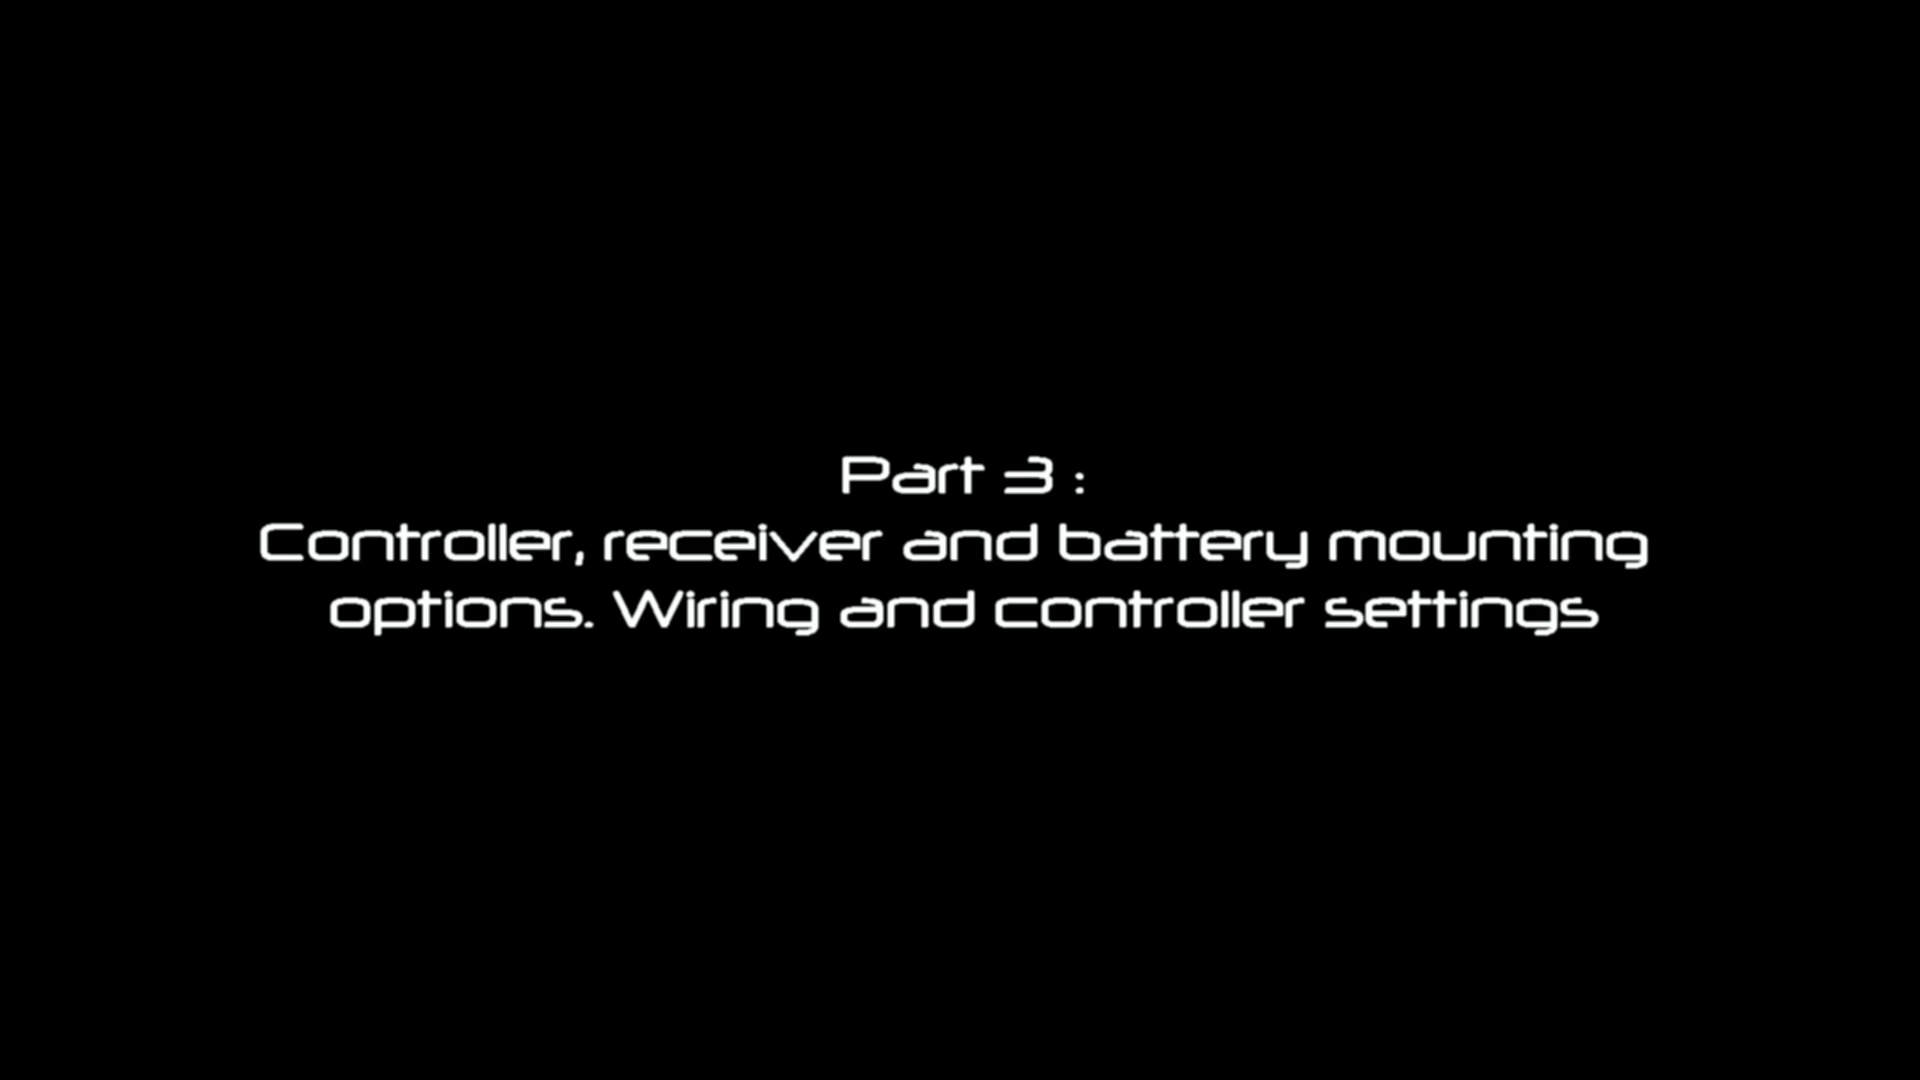 Part 3 :
Controller, receiver and battery mounting
options. Wiring and controller settings